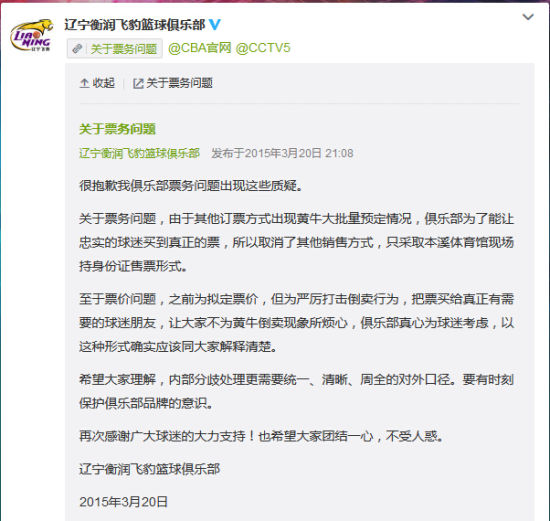 LIAO
NING
辽宁衡润飞豹篮球俱乐部
关于票务问题 @CBA官网 @CCTV5
收起 关于票务问题
关于票务问题
辽宁衡润飞豹篮球俱乐部 发布于2015年3月20日 21:08
很抱歉我俱乐部票务问题出现这些质疑。
关于票务问题，由于其他订票方式出现黄牛大批量预定情况，俱乐部为了能让
忠实的球迷买到真正的票，所以取消了其他销售方式，只采取本溪体育馆现场
持身份证售票形式。
至于票价问题，之前为拟定票价，但为严厉打击倒卖行为，把票买给真正有需
要的球迷朋友，让大家不为黄牛倒卖现象所烦心，俱乐部真心为球迷考虑，以
这种形式确实应该同大家解释清楚。
希望大家理解，内部分歧处理更需要统一、清晰、周全的对外口径。要有时刻
保护俱乐部品牌的意识。
再次感谢广大球迷的大力支持！也希望大家团结一心，不受人惑。
辽宁衡润飞豹篮球俱乐部
2015年3月20日